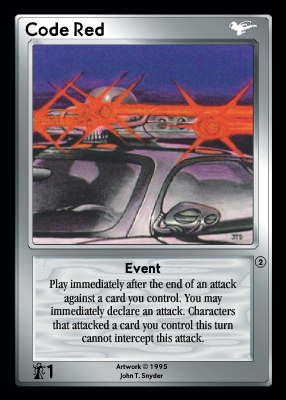 Code Red
JTS
2
Event
Play immediately after the end of an attack
against a card you control. You may
immediately declare an attack. Characters
that attacked a card you control this turn
cannot intercept this attack.
1
Artwork © 1995
John T. Snyder